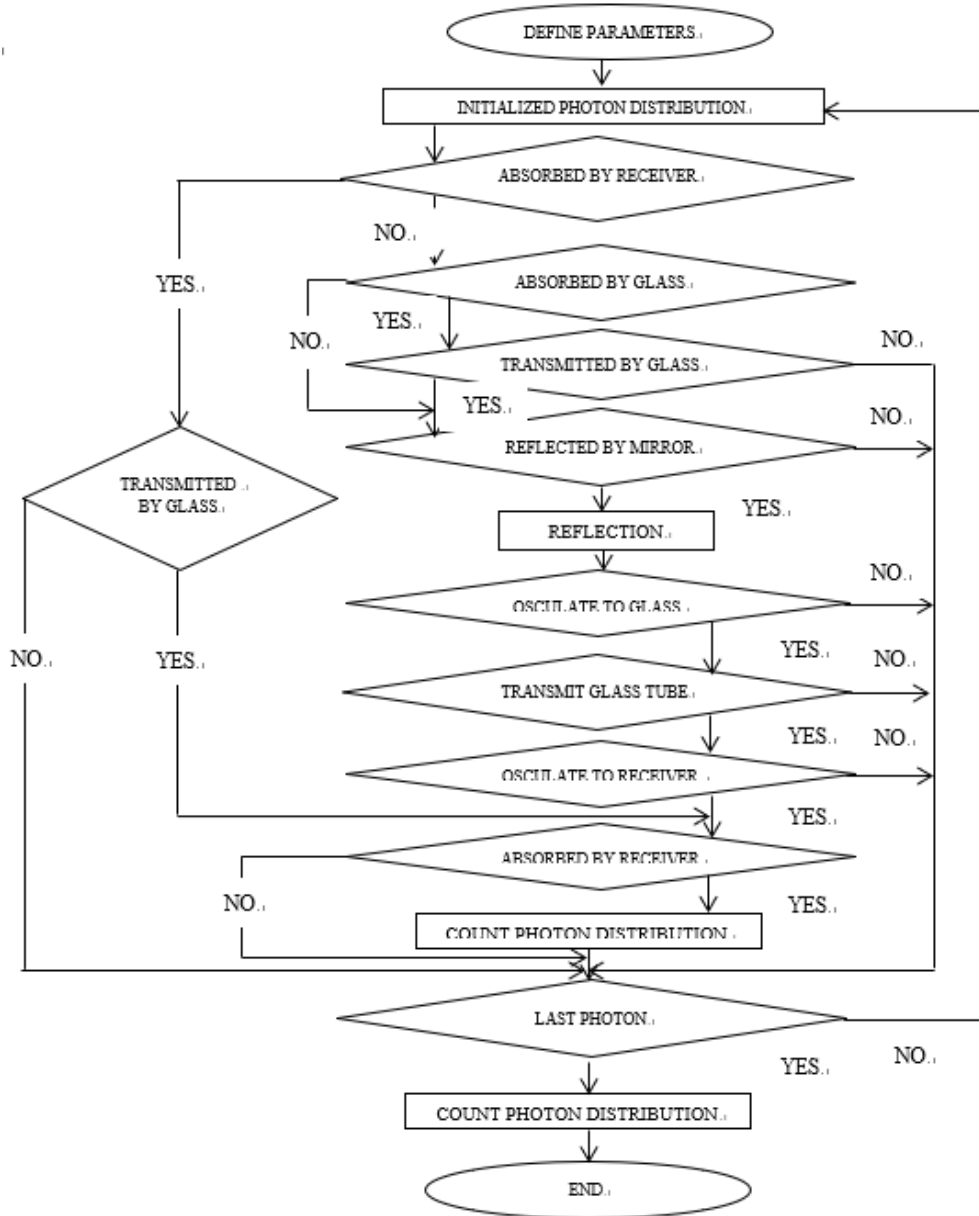 DEFINE PARAMETERS.
INITIALIZED PHOTON DISTRIBUTION.
ABSORBED BY RECEIVER.
NO.
YES.
ABSORBED BY GLASS.
YES.
NO.
NO.
TRANSMITTED BY GLASS.
YES.
NO.
REFLECTED BY MIRROR.
TRANSMITTED .
BY GLASS.
YES.
REFLECTION.
NO.
OSCULATE TO GLASS.
NO.
YES.
YES.
NO.
TRANSMIT GLASS TUBE
YES.
NO.
OSCULATE TO RECEIVER.
YES.
ABSORBED BY RECEIVER.
NO.
YES.
COUNT PHOTON DISTRIBUTION.
LAST PHOTON.
YES.
NO.
COUNT PHOTON DISTRIBUTION.
END.